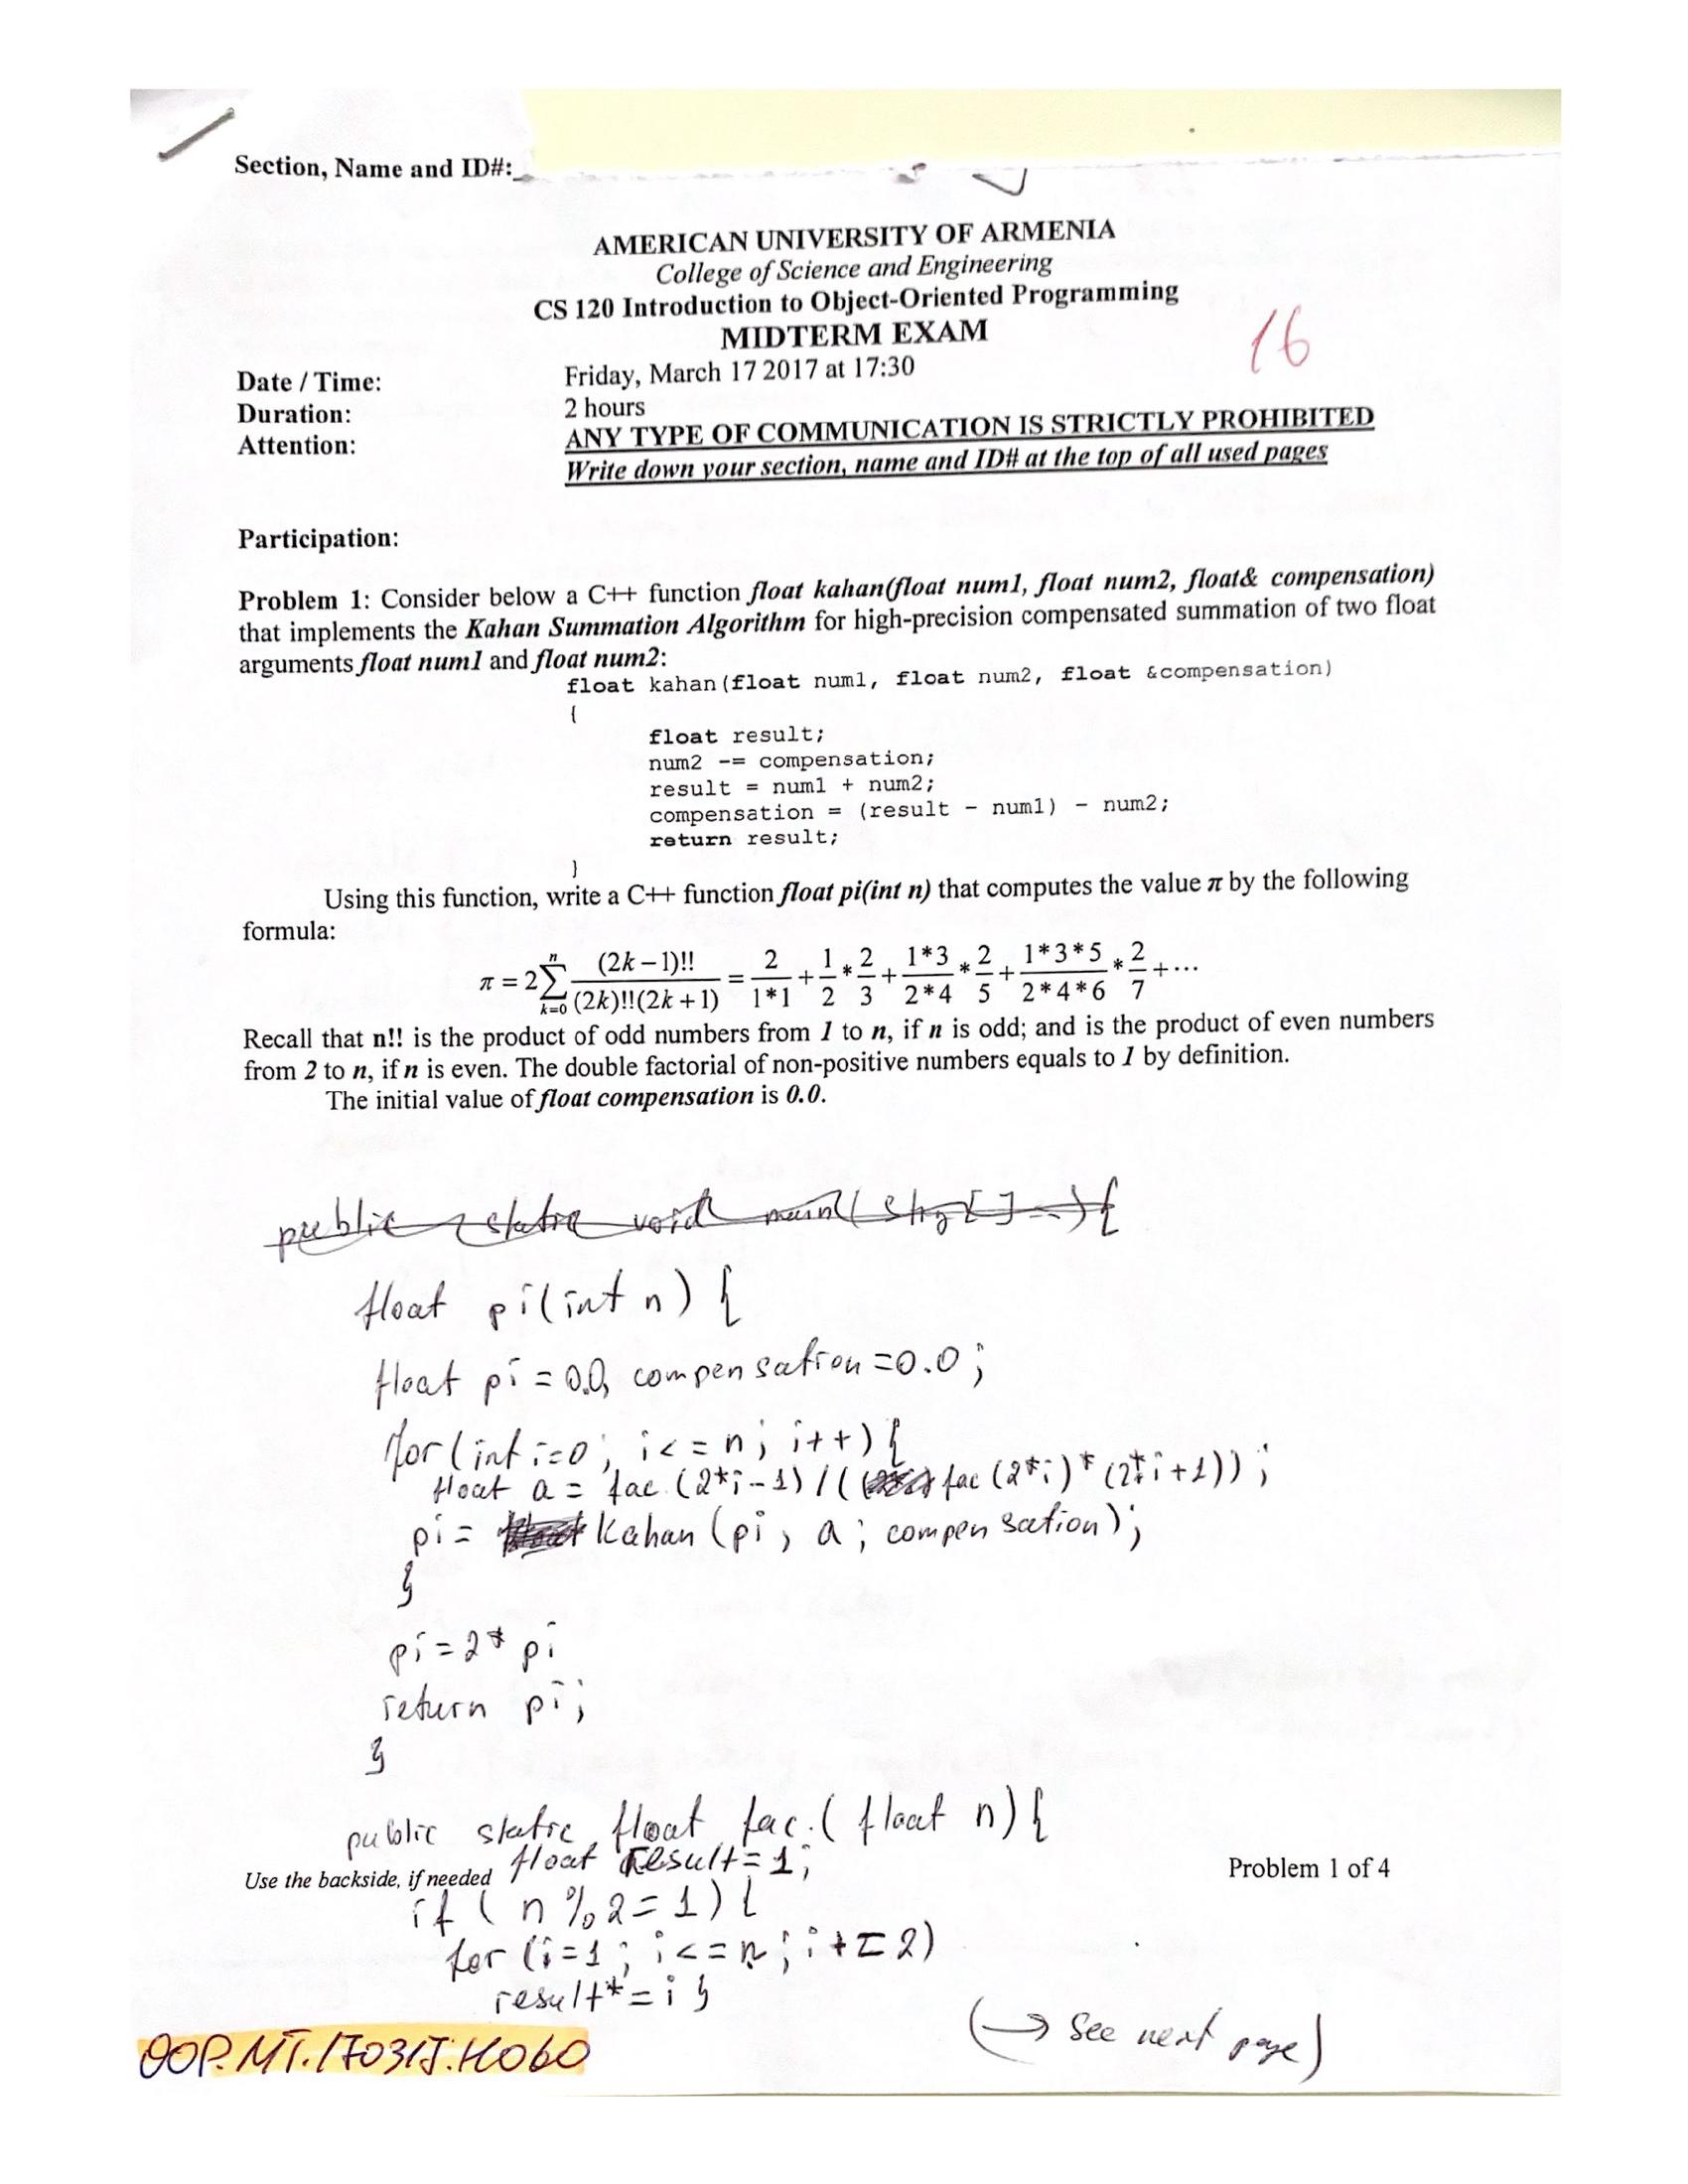 Section, Name and ID#:
AMERICAN UNIVERSITY OF ARMENIA
College of Science and Engineering
CS 120 Introduction to Object-Oriented Programming
MIDTERM EXAM
16
Date / Time: Friday, March 17 2017 at 17:30
Duration: 2 hours
Attention: ANY TYPE OF COMMUNICATION IS STRICTLY PROHIBITED
Write down your section, name and ID# at the top of all used pages
Participation:
Problem 1: Consider below a C++ function float kahan(float num1, float num2, float& compensation)
that implements the Kahan Summation Algorithm for high-precision compensated summation of two float
arguments float num1 and float num2:
float kahan(float num1, float num2, float &compensation)
{
float result;
num2 -= compensation;
result = num1 + num2;
compensation = (result - num1) - num2;
return result;
}
Using this function, write a C++ function float pi(int n) that computes the value π by the following
formula:
π = 2∑_{k=0}^{n} (2k−1)!! / ((2k)!!(2k+1)) = 2/(1*1) + 1/2 * 2/3 + (1*3)/(2*4) * 2/5 + (1*3*5)/(2*4*6) * 2/7 + ⋯
Recall that n!! is the product of odd numbers from 1 to n, if n is odd; and is the product of even numbers
from 2 to n, if n is even. The double factorial of non-positive numbers equals to 1 by definition.
The initial value of float compensation is 0.0.
public static void main( Strg[] ...){
float pi(int n) {
float pi = 0.0, compensation = 0.0 ;
for(int i=0 ; i<=n; i++) {
float a = fac (2*i-1) / ( fac (2*i) * (2*i+1)) ;
pi = kahan (pi , a ; compensation) ;
}
pi = 2* pi
return pi ;
}
public static float fac ( float n) {
float result = 1;
Use the backside, if needed
Problem 1 of 4
if ( n % 2 = 1 ) {
for (i=1 ; i<=n ; i+=2)
result* = i }
(→ See next page)
OOP.MT.170317.H060